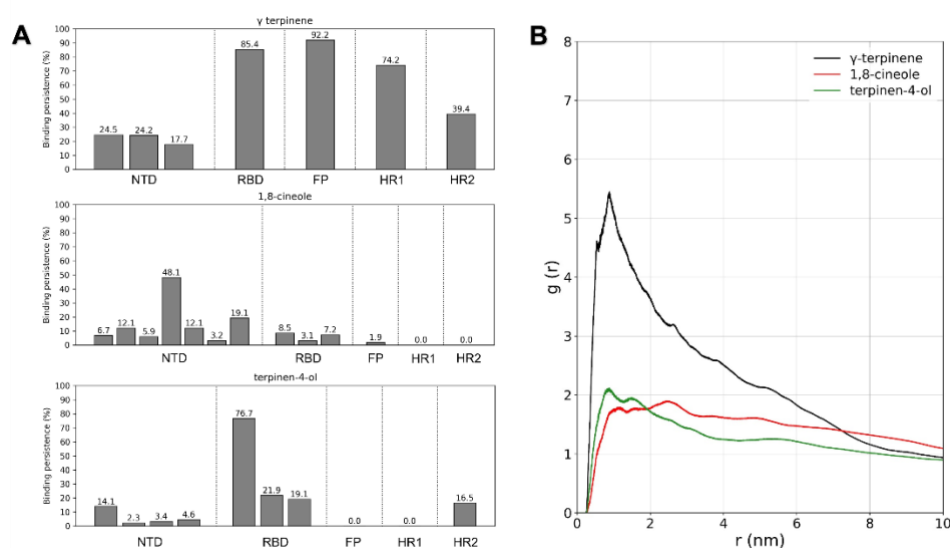 A
γ terpinene
Binding persistence (%)
100
90
80
70
60
50
40
30
20
10
0
24.5 24.2 17.7 85.4 92.2 74.2 39.4
NTD RBD FP HR1 HR2
1,8-cineole
Binding persistence (%)
100
90
80
70
60
50
40
30
20
10
0
6.7 12.1 5.9 48.1 12.1 3.2 19.1 8.5 3.1 7.2 1.9 0.0 0.0
NTD RBD FP HR1 HR2
terpinen-4-ol
Binding persistence (%)
100
90
80
70
60
50
40
30
20
10
0
14.1 2.3 3.4 4.6 76.7 21.9 19.1 0.0 0.0 16.5
NTD RBD FP HR1 HR2
B
γ-terpinene
1,8-cineole
terpinen-4-ol
g (r)
8
7
6
5
4
3
2
1
0
0 2 4 6 8 10
r (nm)